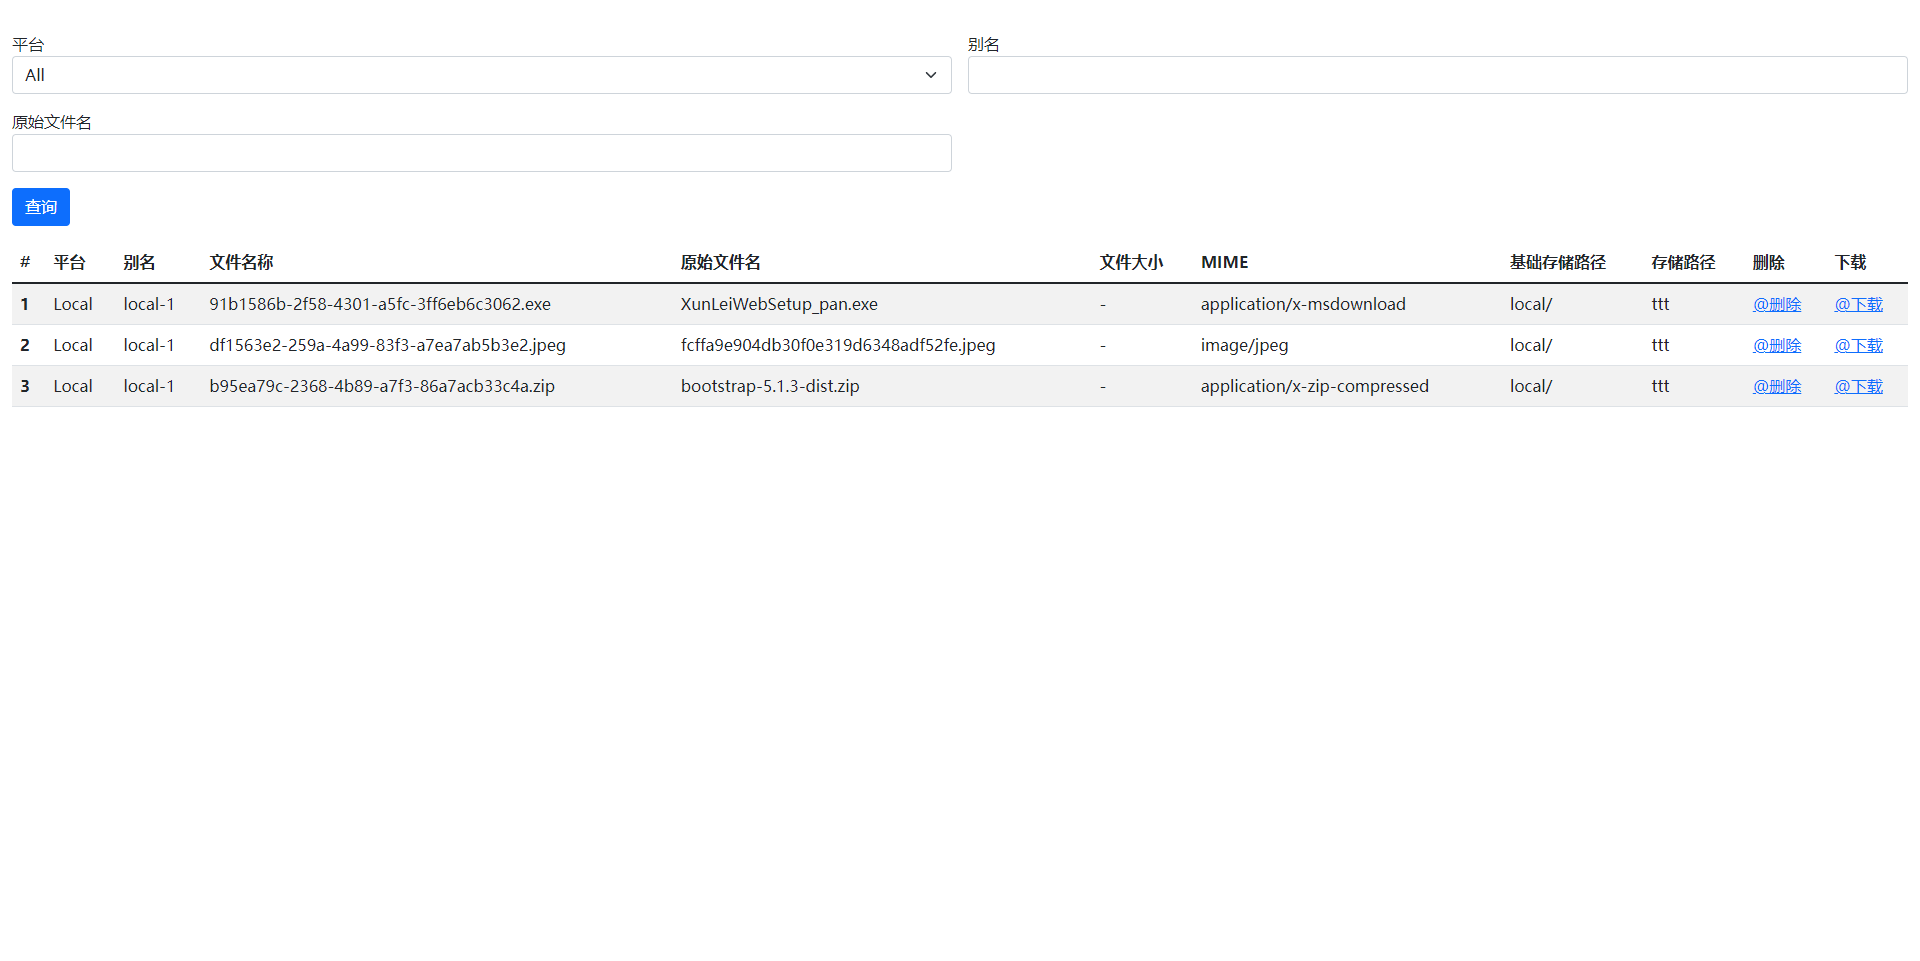 平台 别名
All
原始文件名
查询
# 平台 别名 文件名称 原始文件名 文件大小 MIME 基础存储路径 存储路径 删除 下载
1 Local local-1 91b1586b-2f58-4301-a5fc-3ff6eb6c3062.exe XunLeiWebSetup_pan.exe - application/x-msdownload local/ ttt @删除 @下载
2 Local local-1 df1563e2-259a-4a99-83f3-a7ea7ab5b3e2.jpeg fcffa9e904db30f0e319d6348adf52fe.jpeg - image/jpeg local/ ttt @删除 @下载
3 Local local-1 b95ea79c-2368-4b89-a7f3-86a7acb33c4a.zip bootstrap-5.1.3-dist.zip - application/x-zip-compressed local/ ttt @删除 @下载